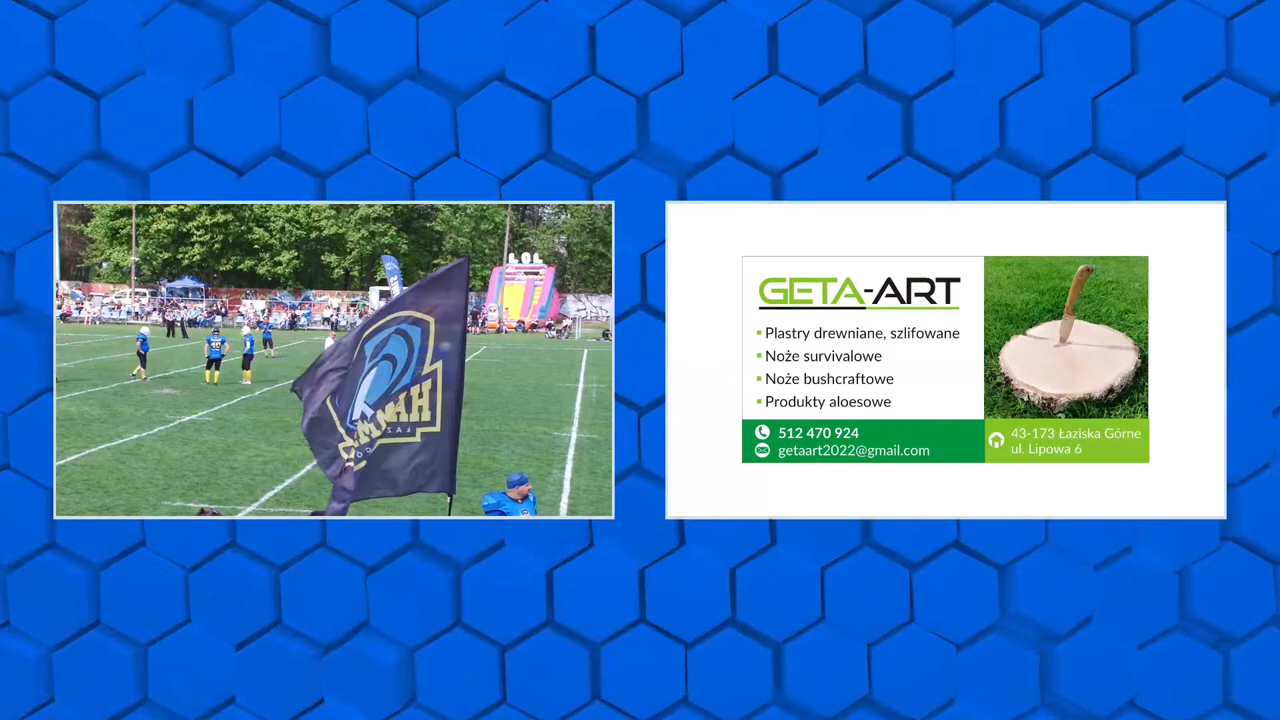 LOL
GETA-ART
Plastry drewniane, szlifowane
Noże survivalowe
Noże bushcraftowe
Produkty aloesowe
512 470 924
getaart2022@gmail.com
43-173 Łaziska Górne
ul. Lipowa 6